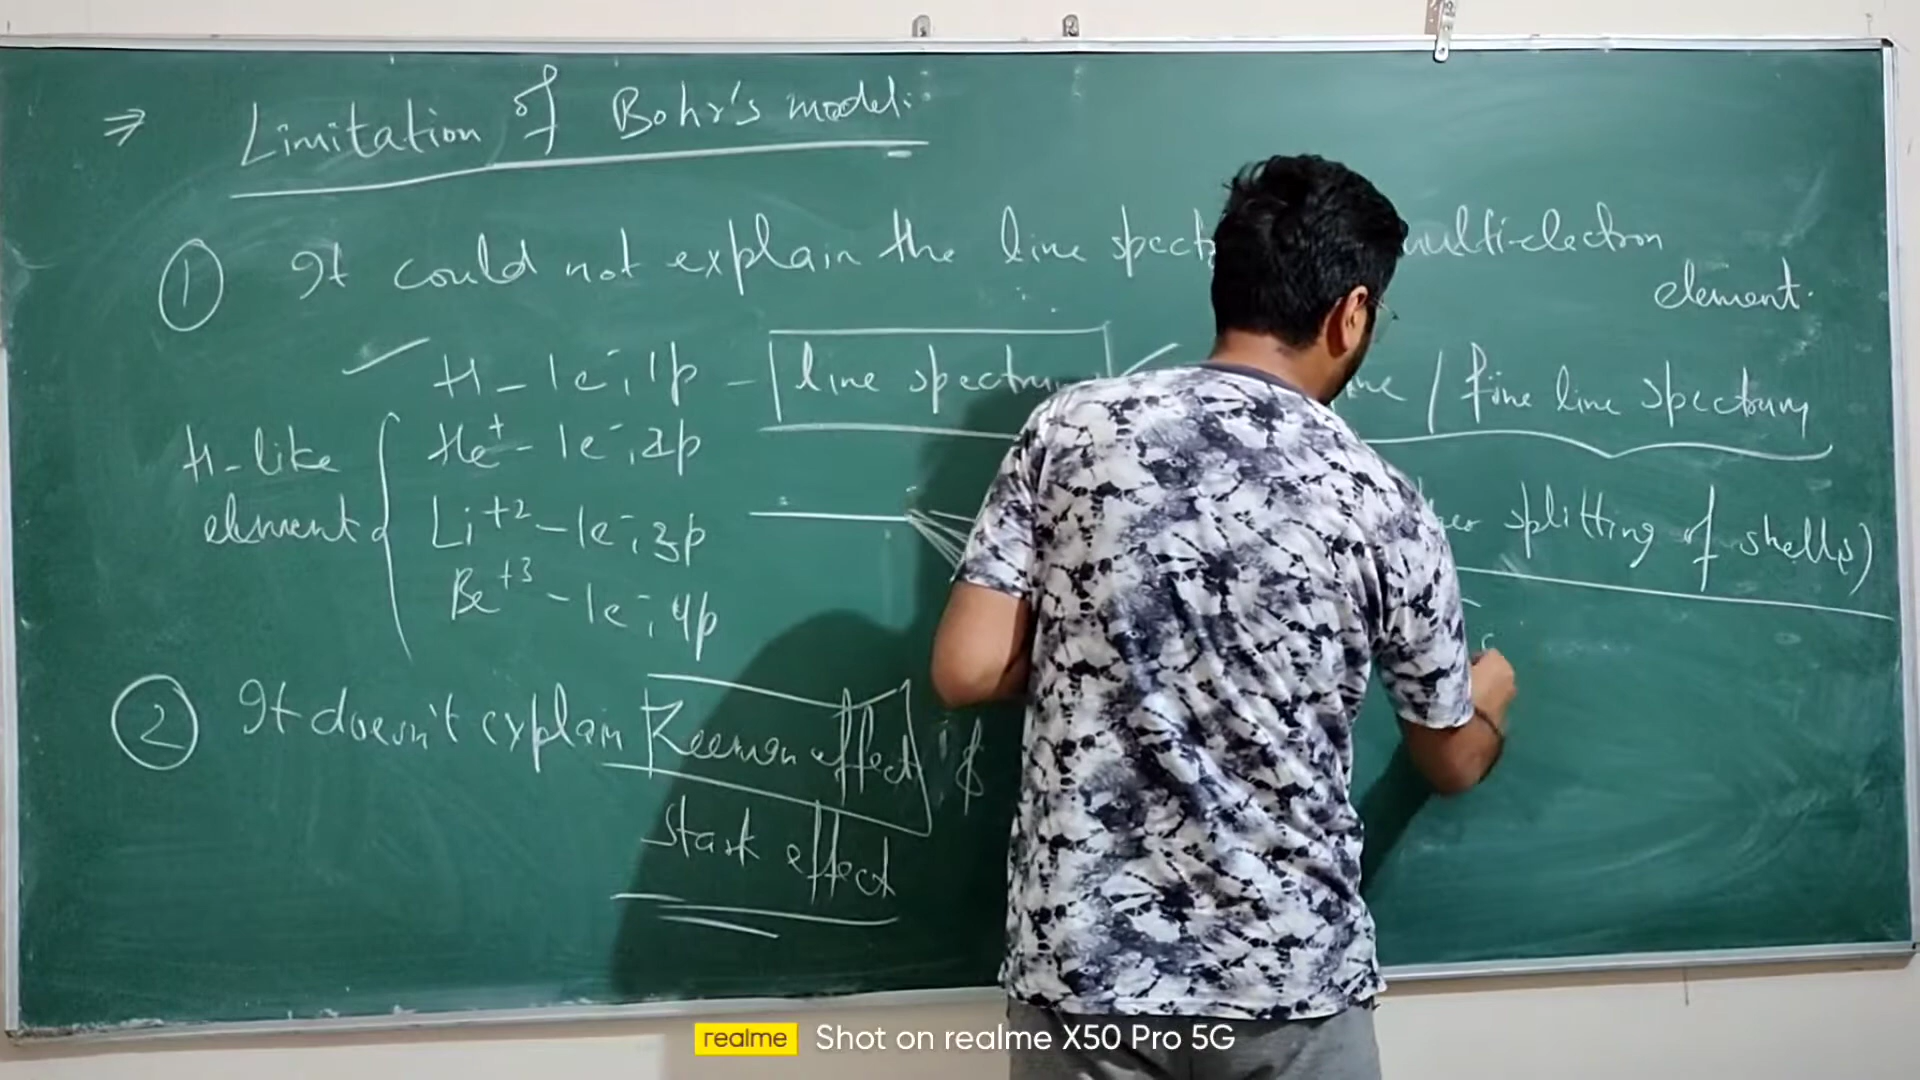 ⇒ Limitation of Bohr's model:
① It could not explain the line multi-electron
element.
H - 1e⁻, 1p - line / fine line spectrum
H-like
element
He⁺ - 1e⁻, 2p
Li⁺² - 1e⁻, 3p
splitting of shells)
Be⁺³ - 1e⁻, 4p
② It doesn't explain Zeeman effect &
Stark effect
realme Shot on realme X50 Pro 5G